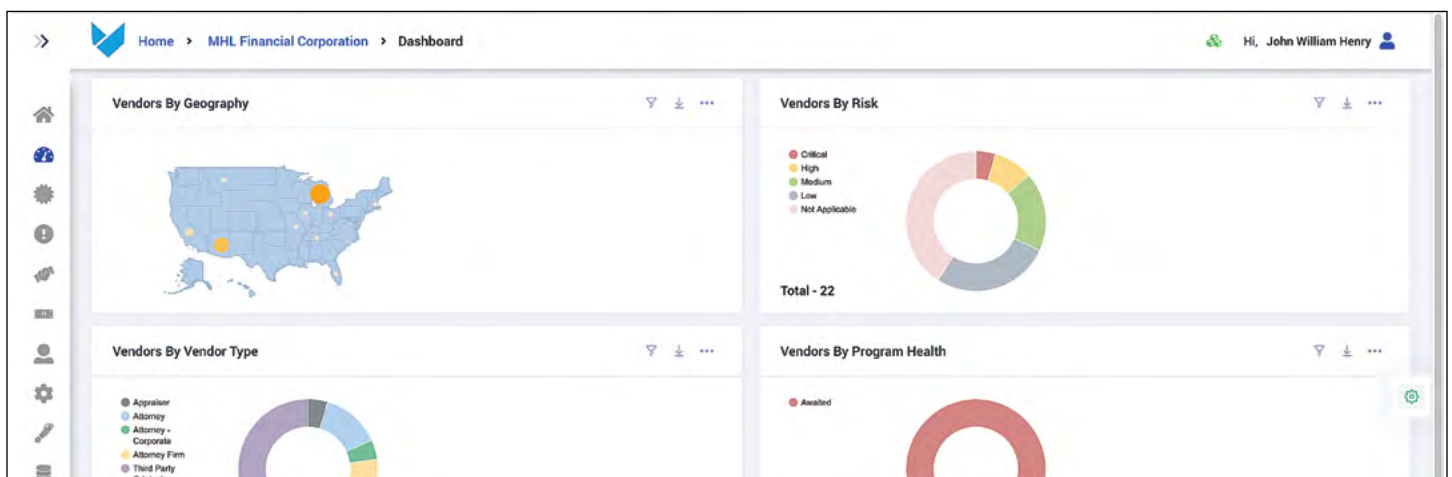 Home > MHL Financial Corporation > Dashboard
Hi, John William Henry
Vendors By Geography
Vendors By Risk
Critical
High
Medium
Low
Not Applicable
Total - 22
Vendors By Vendor Type
Appraiser
Attorney
Attorney -
Corporate
Attorney Firm
Third Party
Vendors By Program Health
Awaited